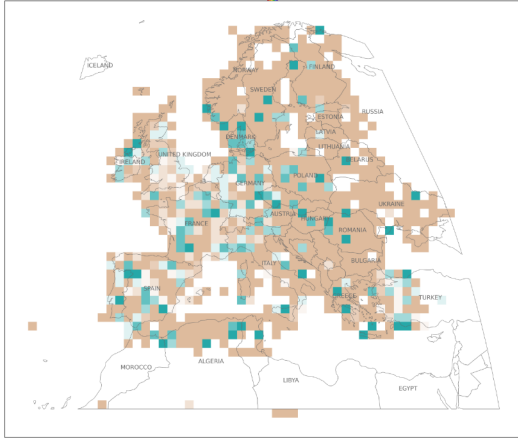 ICELAND
NORWAY
FINLAND
SWEDEN
RUSSIA
ESTONIA
LATVIA
DENMARK
LITHUANIA
UNITED KINGDOM
BELARUS
IRELAND
POLAND
GERMANY
UKRAINE
AUSTRIA
HUNGARY
FRANCE
ROMANIA
ITALY
BULGARIA
SPAIN
GREECE
TURKEY
ALGERIA
MOROCCO
LIBYA
EGYPT